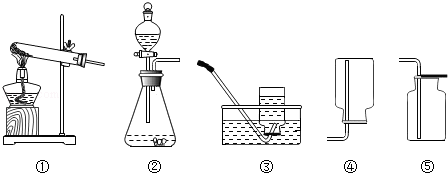 ① ② ③ ④ ⑤